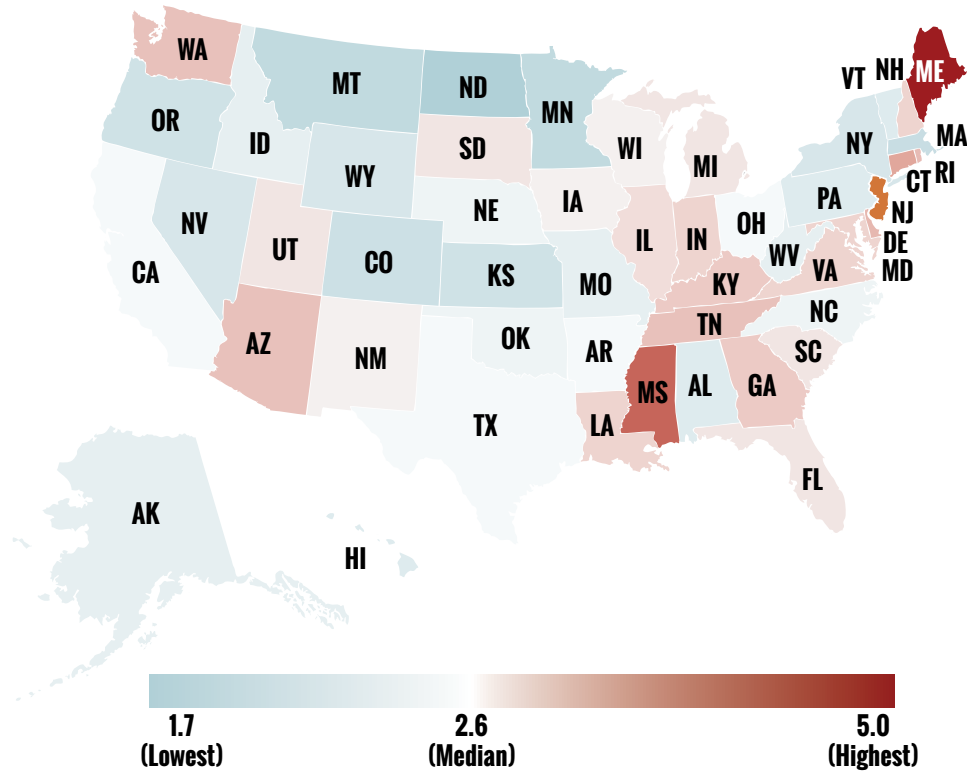 WA
MT
ND
MN
VT
NH
ME
OR
ID
SD
WI
MI
NY
MA
WY
NE
IA
PA
CT
RI
NV
UT
CO
KS
MO
IL
IN
OH
WV
VA
NJ
DE
MD
CA
KY
AZ
NM
OK
AR
TN
NC
SC
TX
LA
MS
AL
GA
FL
AK
HI
1.7
(Lowest)
2.6
(Median)
5.0
(Highest)